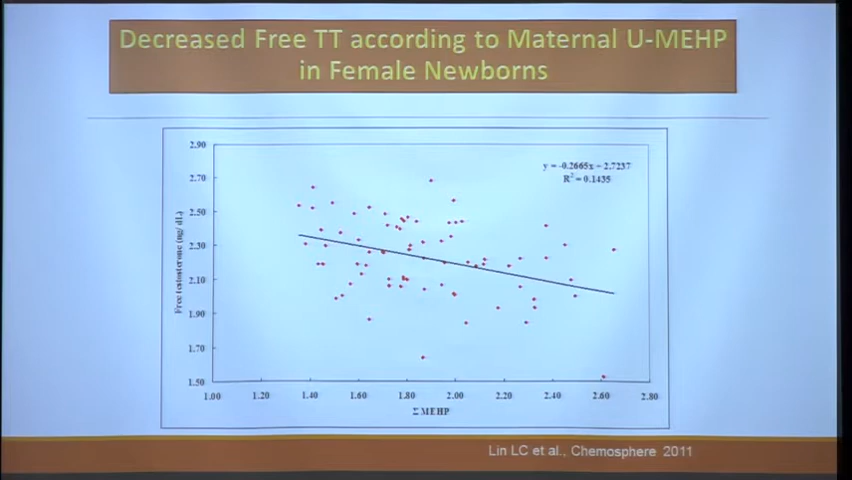 Decreased Free TT according to Maternal U-MEHP
in Female Newborns
y = -0.2665x + 2.7237
R² = 0.1435
Free testosterone (ng/ dL)
2.90
2.70
2.50
2.30
2.10
1.90
1.70
1.50
1.00 1.20 1.40 1.60 1.80 2.00 2.20 2.40 2.60 2.80
Σ MEHP
Lin LC et al., Chemosphere 2011